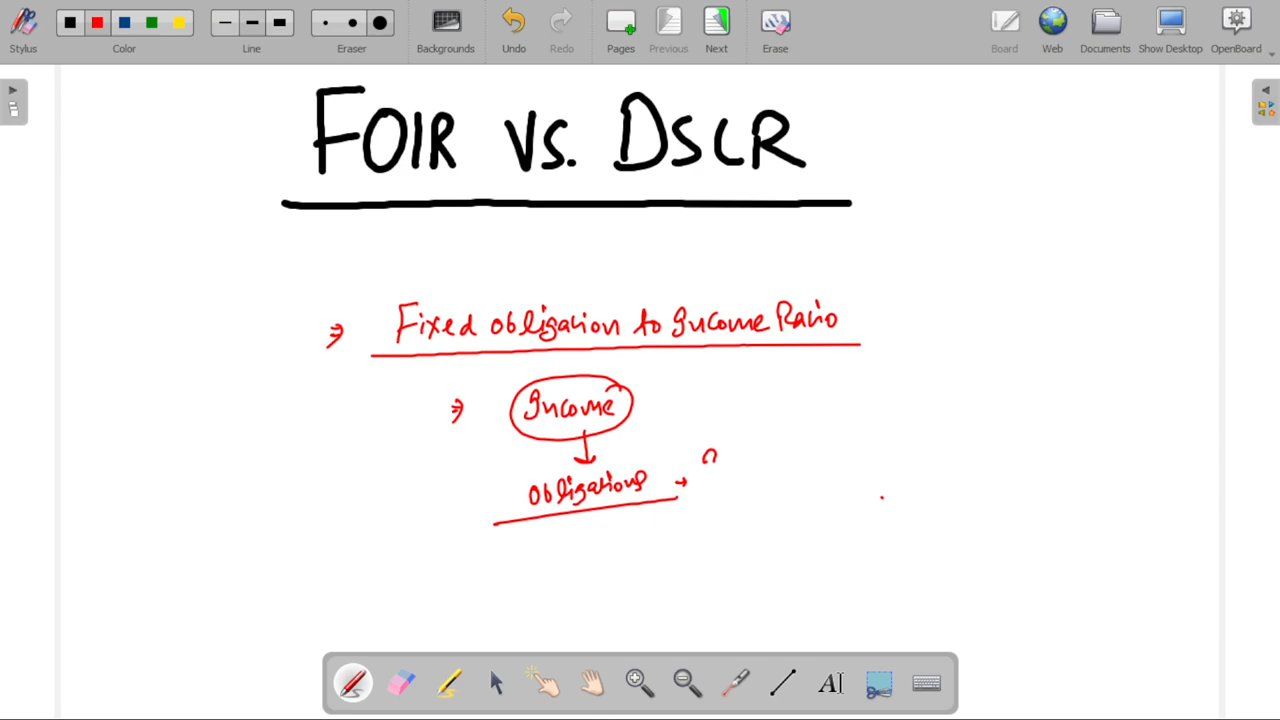 Stylus Color Line Eraser Backgrounds Undo Redo Pages Previous Next Erase Board Web Documents Show Desktop OpenBoard
FOIR vs. DSCR
⇒ Fixed obligation to Income Ratio
⇒ Income
obligations →
AI